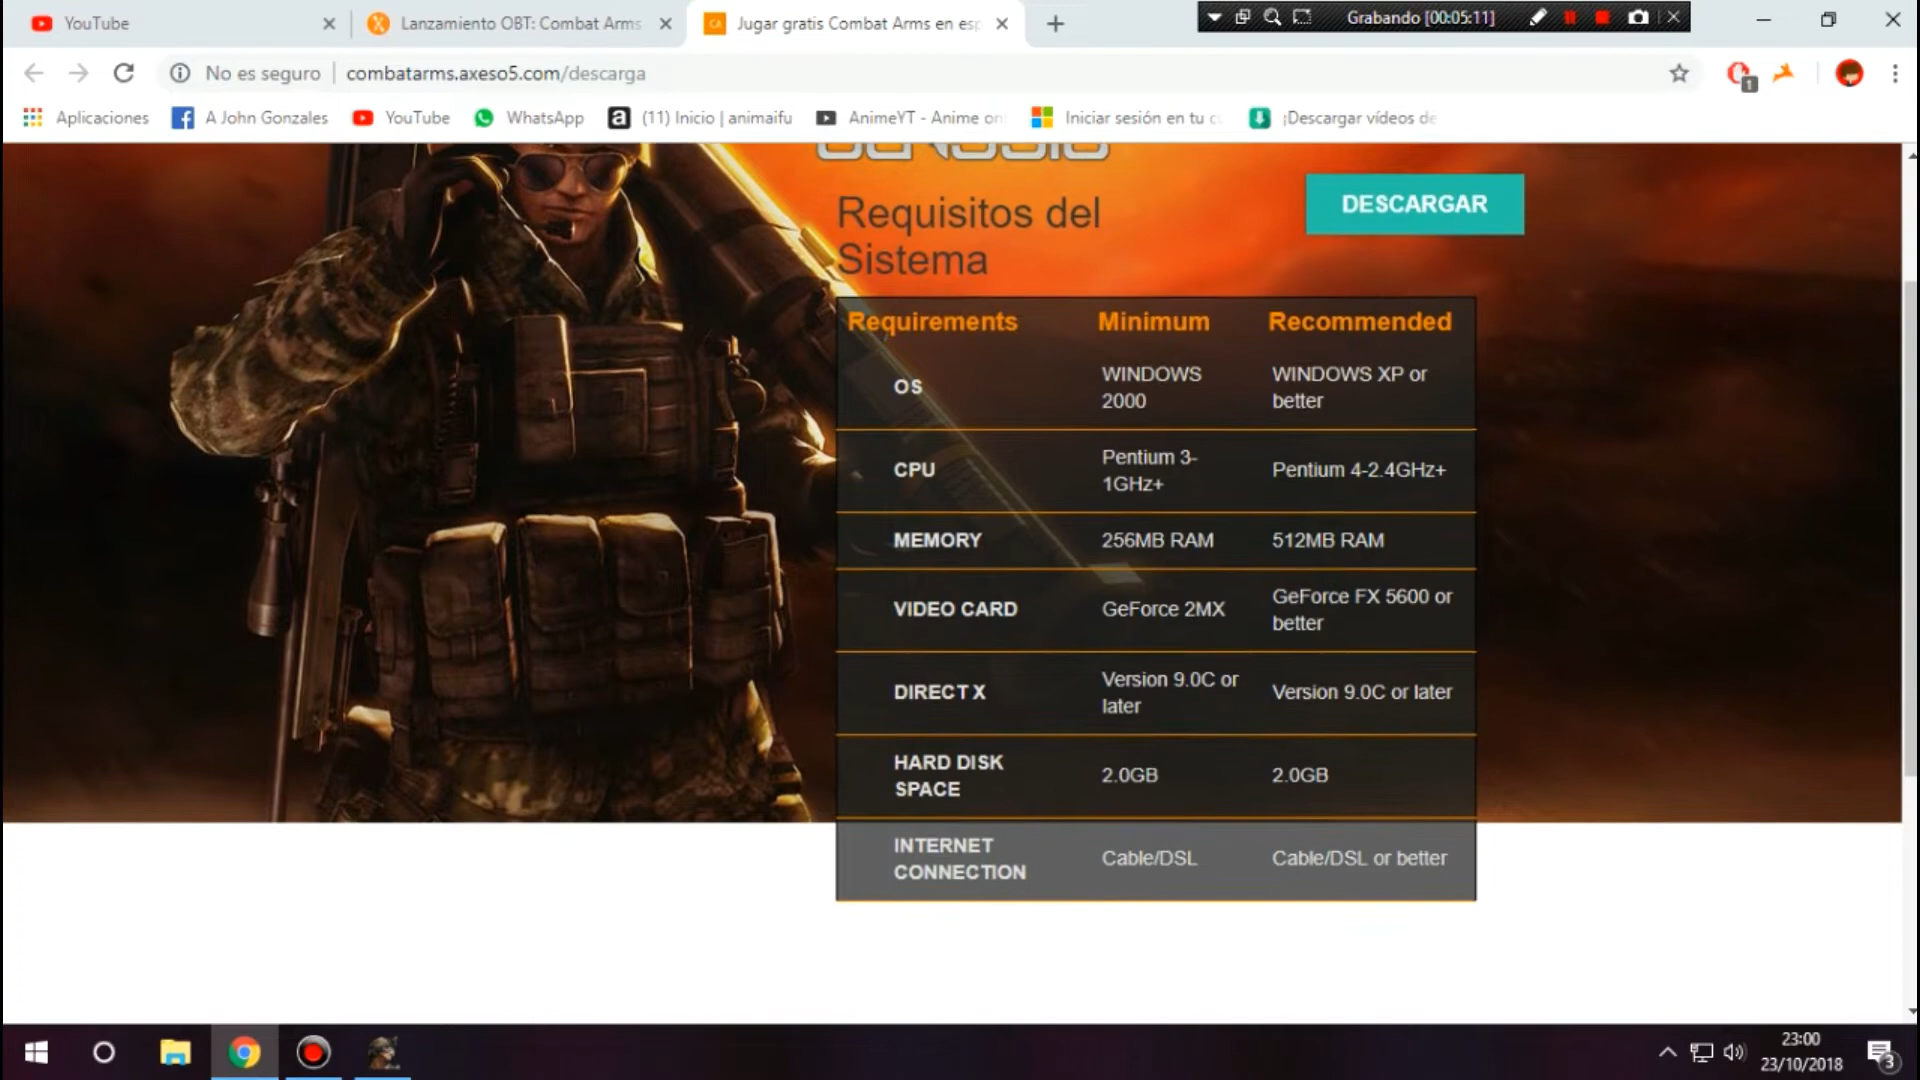 YouTube
Lanzamiento OBT: Combat Arms
Jugar gratis Combat Arms en esp
Grabando [00:05:11]
No es seguro
combatarms.axeso5.com/descarga
1
Aplicaciones
A John Gonzales
YouTube
WhatsApp
(11) Inicio | animaifu
AnimeYT - Anime on
Iniciar sesión en tu cu
¡Descargar vídeos de
Requisitos del
Sistema
DESCARGAR
Requirements Minimum Recommended
OS WINDOWS 2000 WINDOWS XP or better
CPU Pentium 3-1GHz+ Pentium 4-2.4GHz+
MEMORY 256MB RAM 512MB RAM
VIDEO CARD GeForce 2MX GeForce FX 5600 or better
DIRECT X Version 9.0C or later Version 9.0C or later
HARD DISK SPACE 2.0GB 2.0GB
INTERNET CONNECTION Cable/DSL Cable/DSL or better
23:00
23/10/2018
3